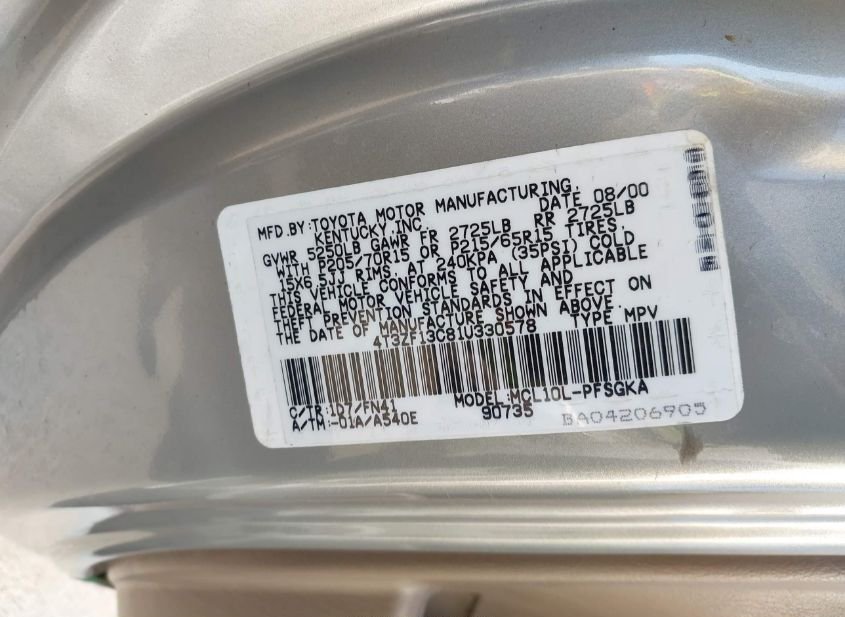 MFD.BY:TOYOTA MOTOR MANUFACTURING,
KENTUCKY,INC. DATE 08/00
GVWR 5250LB GAWR FR 2725LB RR 2725LB
WITH P205/70R15 OR P215/65R15 TIRES,
15X6.5JJ RIMS, AT 240KPA (35PSI) COLD
THIS VEHICLE CONFORMS TO ALL APPLICABLE
FEDERAL MOTOR VEHICLE SAFETY AND
THEFT PREVENTION STANDARDS IN EFFECT ON
THE DATE OF MANUFACTURE SHOWN ABOVE.
4T3ZF13C81U330578 TYPE MPV
C/TR:1D7/FN41 MODEL:MCL10L-PFSGKA
A/TM:-01A/A540E 90735
BA04206905